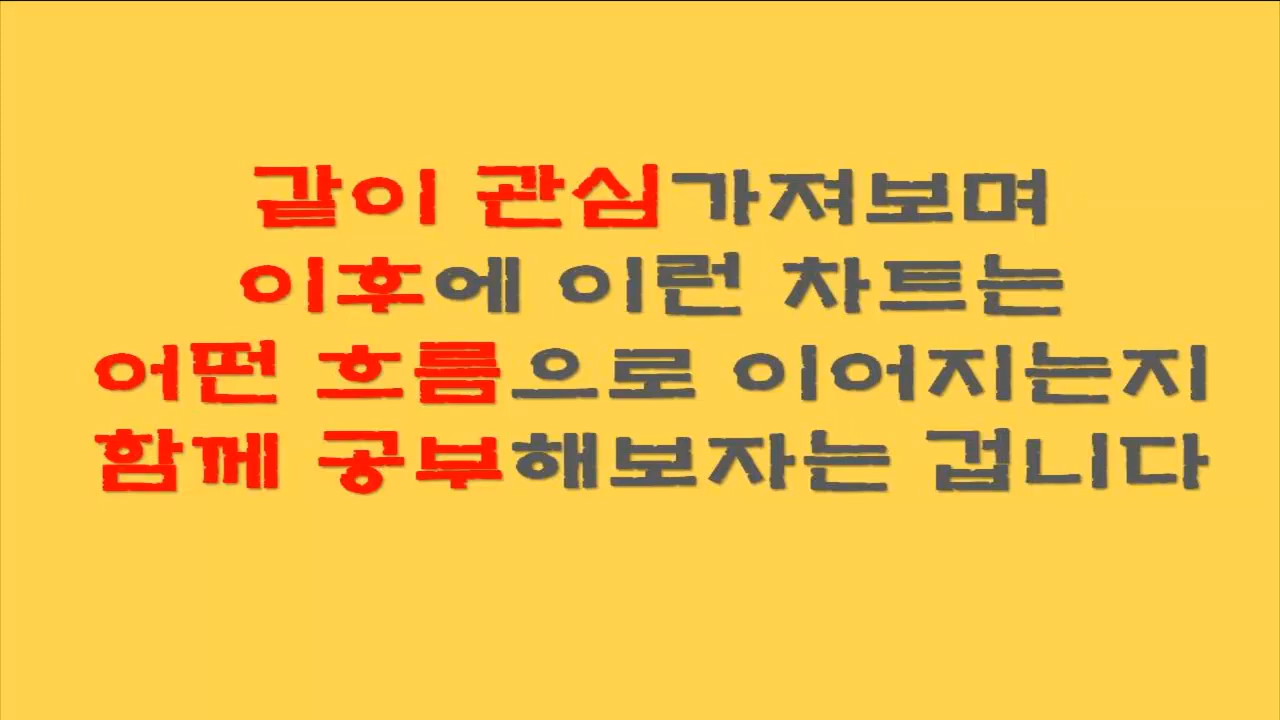 같이 관심가져보며
이후에 이런 차트는
어떤 흐름으로 이어지는지
함께 공부해보자는 겁니다